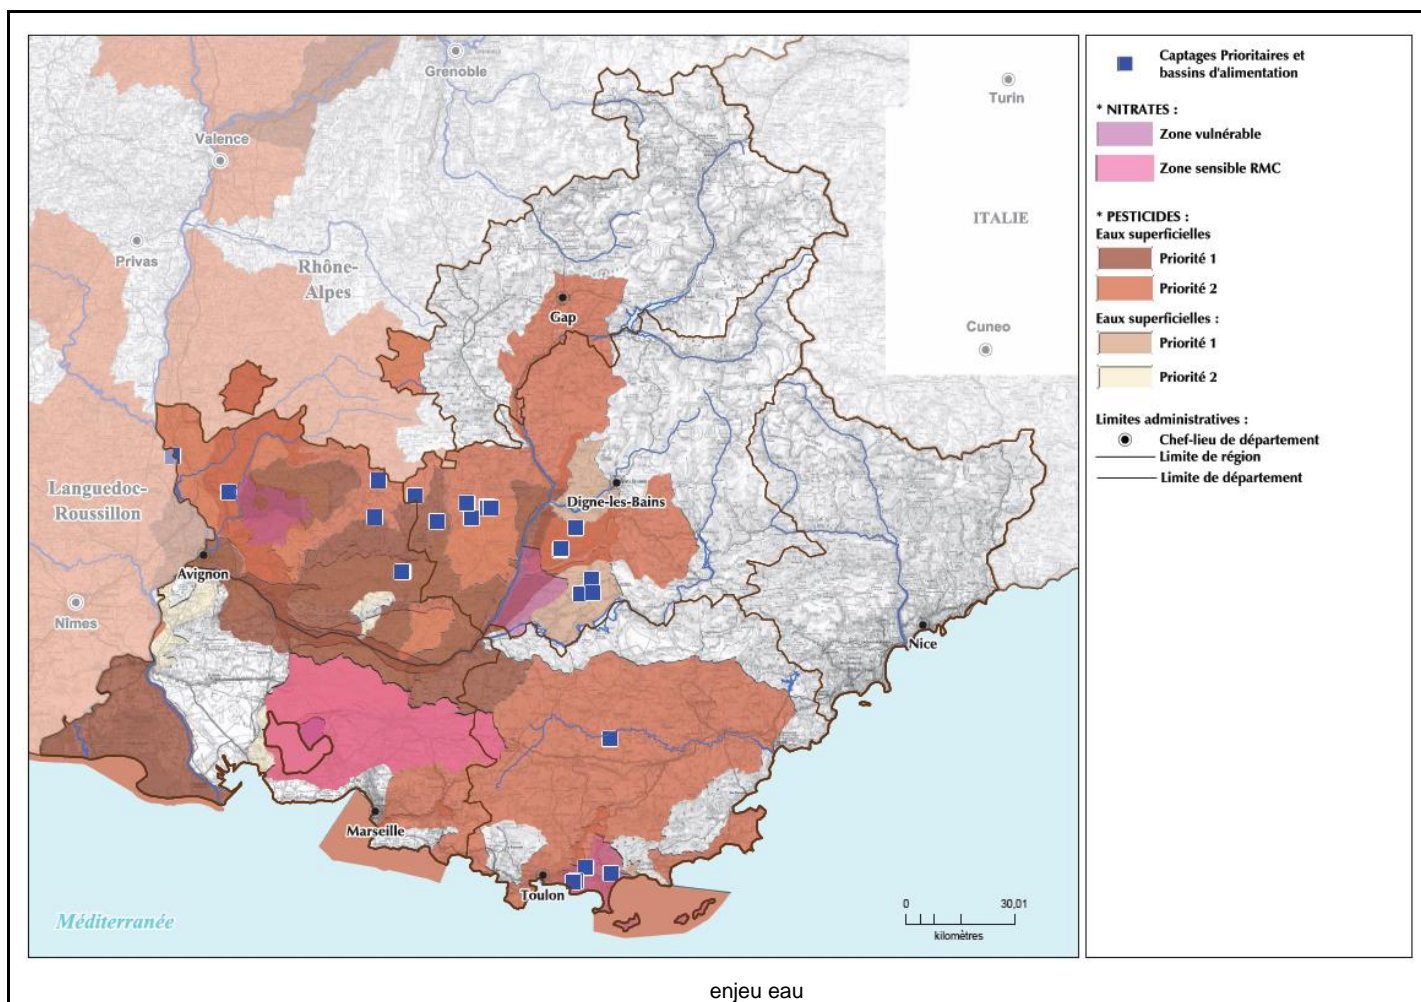 Grenoble
Turin
Valence
ITALIE
Privas
Rhône-
Alpes
Gap
Cuneo
Languedoc-
Roussillon
Digne-les-Bains
Avignon
Nîmes
Nice
Marseille
Toulon
Méditerranée
0 30,01
kilomètres
Captages Prioritaires et
bassins d'alimentation
* NITRATES :
Zone vulnérable
Zone sensible RMC
* PESTICIDES :
Eaux superficielles
Priorité 1
Priorité 2
Eaux superficielles :
Priorité 1
Priorité 2
Limites administratives :
Chef-lieu de département
Limite de région
Limite de département
enjeu eau